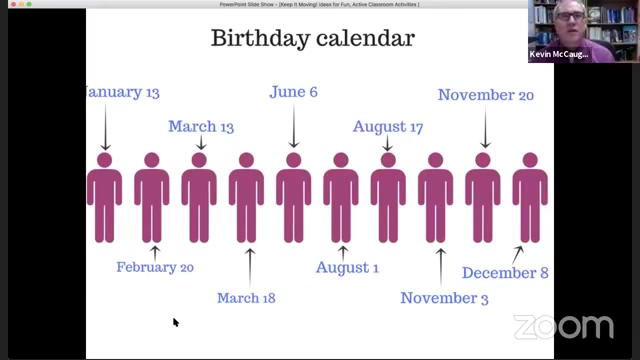 PowerPoint Slide Show - [Keep It Moving! Ideas for Fun, Active Classroom Activities ]
Birthday calendar
Kevin McCaug...
anuary 13
June 6
November 20
March 13
August 17
February 20
August 1
December 8
March 18
November 3
zoom